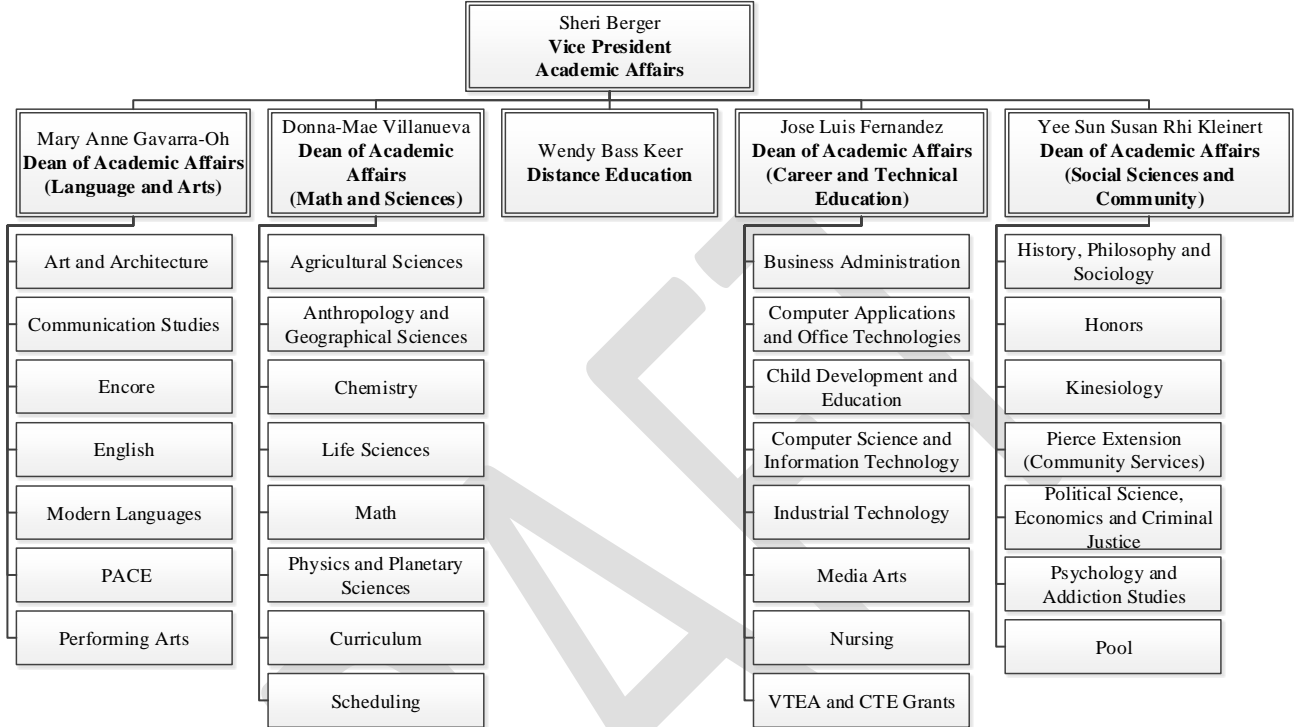 Sheri Berger
Vice President
Academic Affairs
Mary Anne Gavarra-Oh
Dean of Academic Affairs
(Language and Arts)
Donna-Mae Villanueva
Dean of Academic
Affairs
(Math and Sciences)
Wendy Bass Keer
Distance Education
Jose Luis Fernandez
Dean of Academic Affairs
(Career and Technical
Education)
Yee Sun Susan Rhi Kleinert
Dean of Academic Affairs
(Social Sciences and
Community)
Art and Architecture
Communication Studies
Encore
English
Modern Languages
PACE
Performing Arts
Agricultural Sciences
Anthropology and
Geographical Sciences
Chemistry
Life Sciences
Math
Physics and Planetary
Sciences
Curriculum
Scheduling
Business Administration
Computer Applications
and Office Technologies
Child Development and
Education
Computer Science and
Information Technology
Industrial Technology
Media Arts
Nursing
VTEA and CTE Grants
History, Philosophy and
Sociology
Honors
Kinesiology
Pierce Extension
(Community Services)
Political Science,
Economics and Criminal
Justice
Psychology and
Addiction Studies
Pool